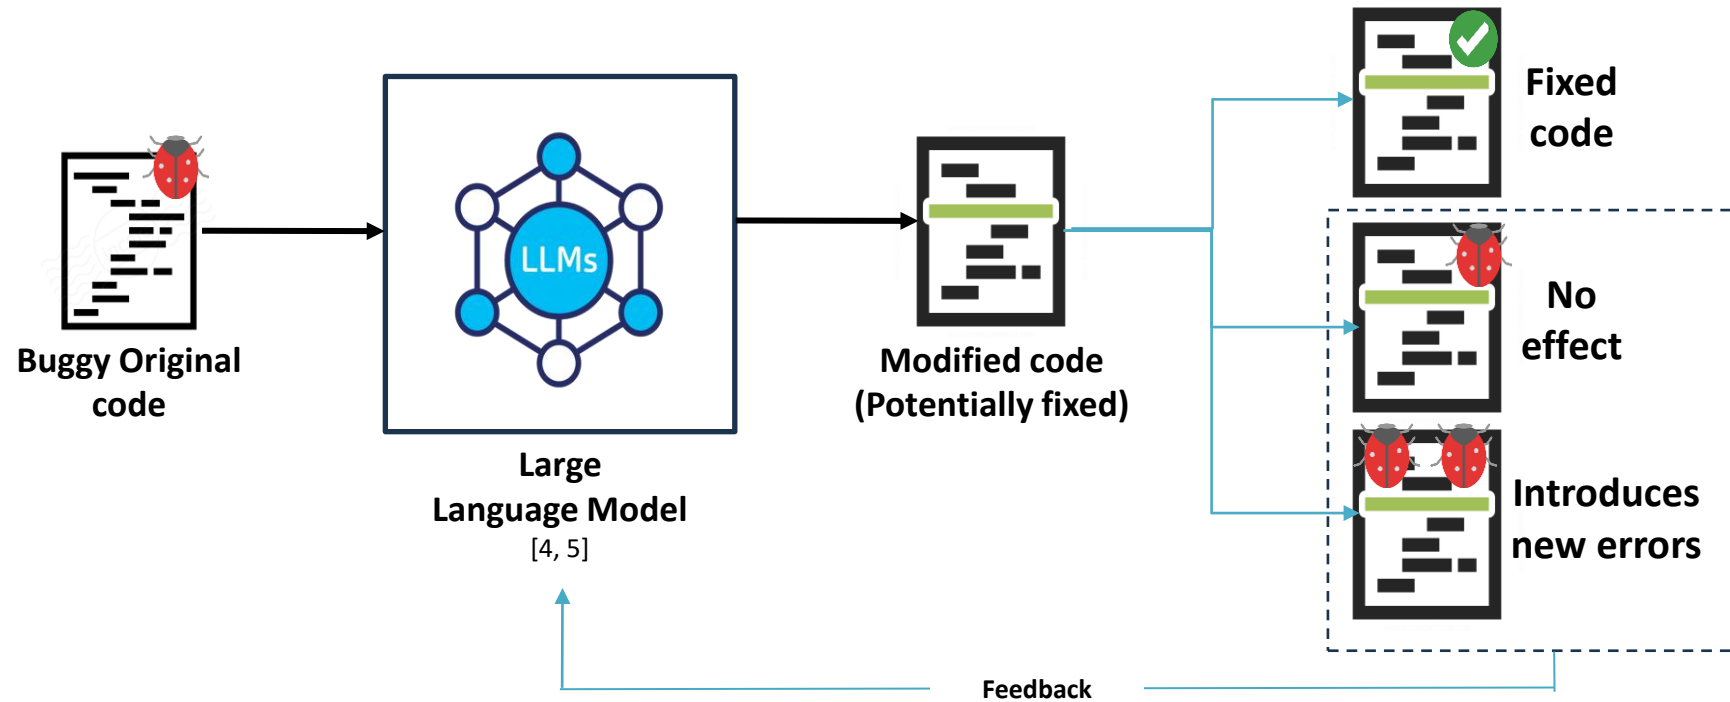 Buggy Original
code
LLMs
Large
Language Model
[4, 5]
Modified code
(Potentially fixed)
Fixed
code
No
effect
Introduces
new errors
Feedback